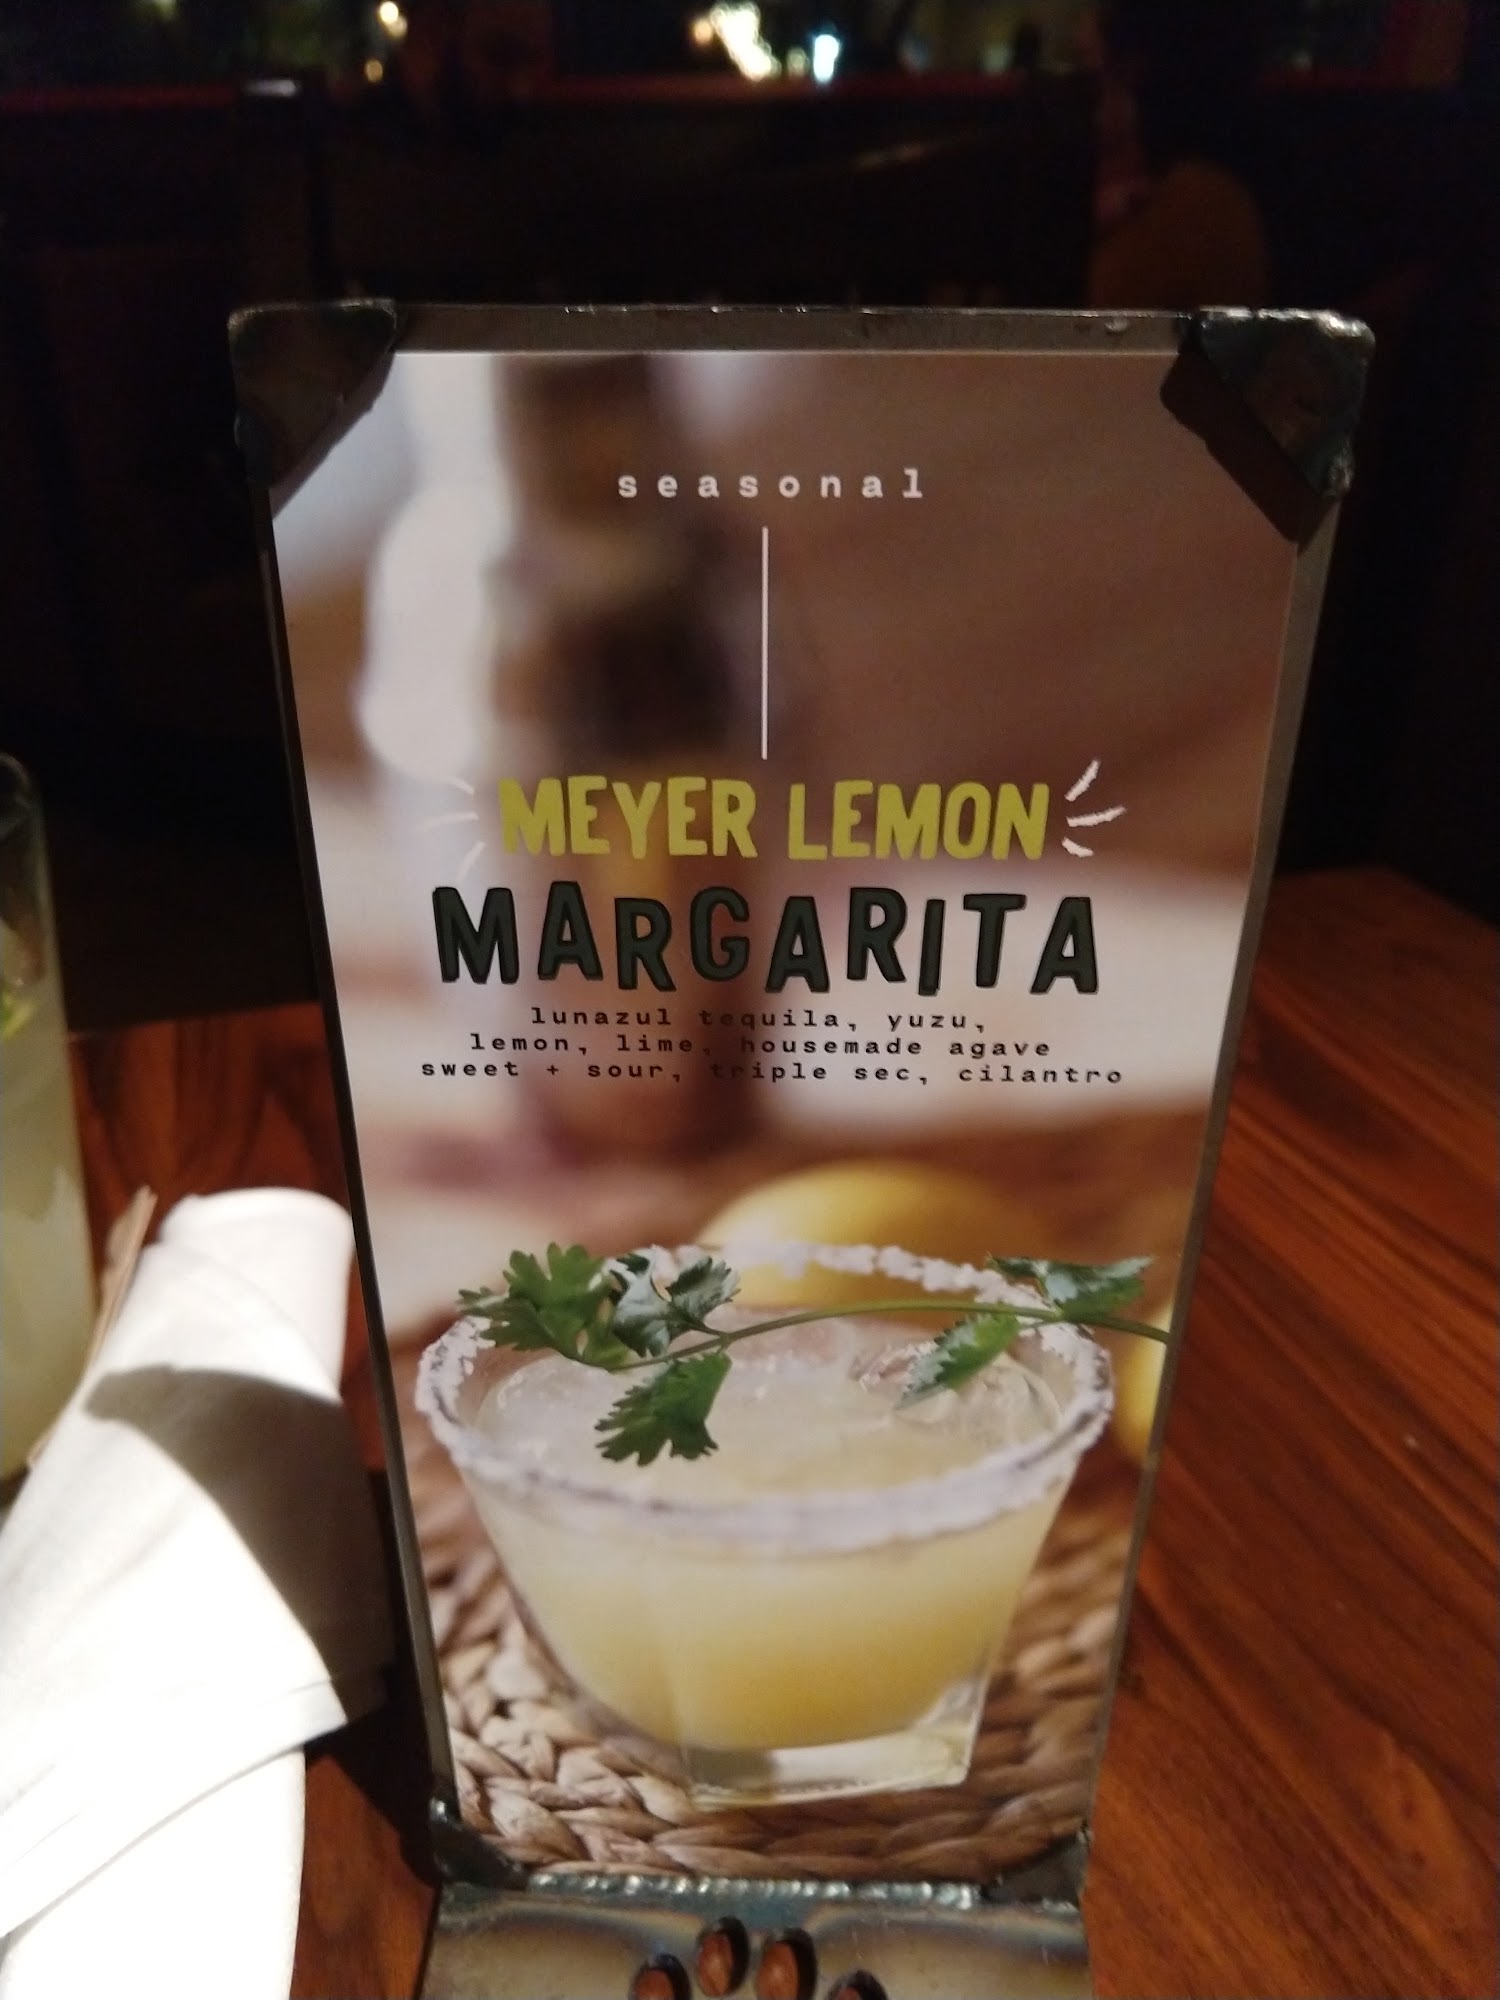 seasonal
MEYER LEMON
MARGARITA
lunazul tequila, yuzu,
lemon, lime, housemade agave
sweet + sour, triple sec, cilantro